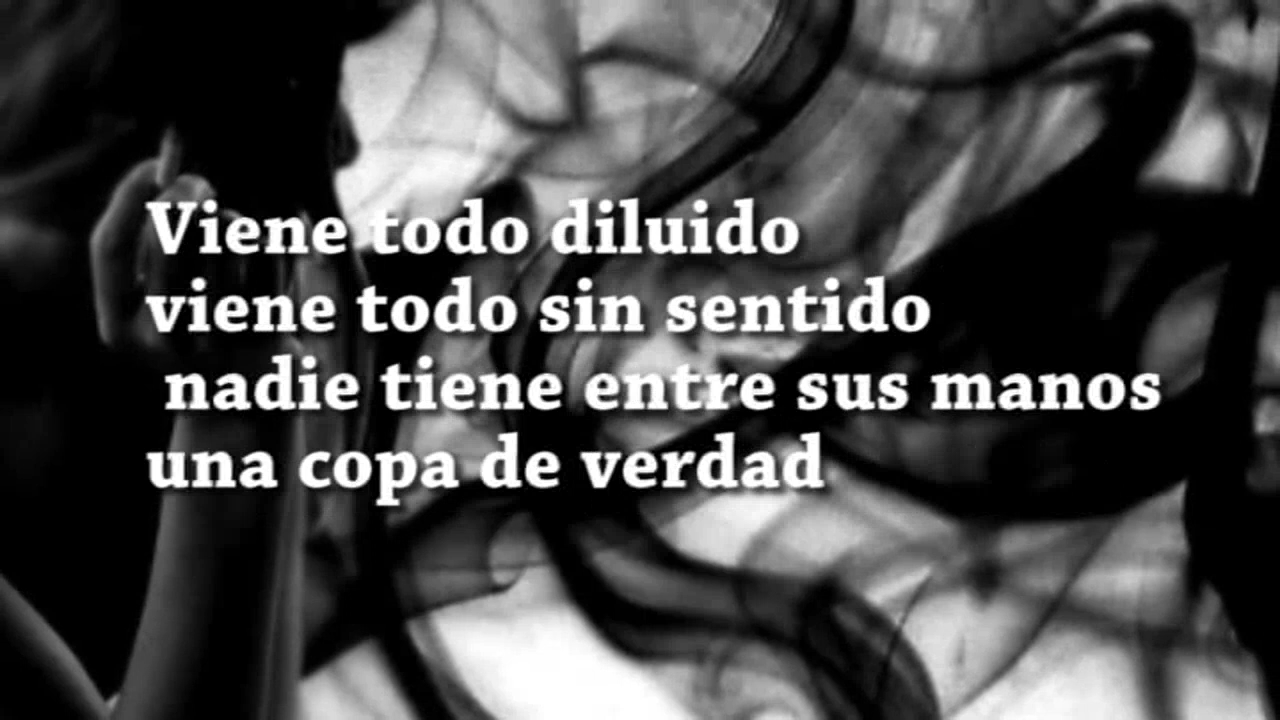 Viene todo diluido
viene todo sin sentido
nadie tiene entre sus manos
una copa de verdad